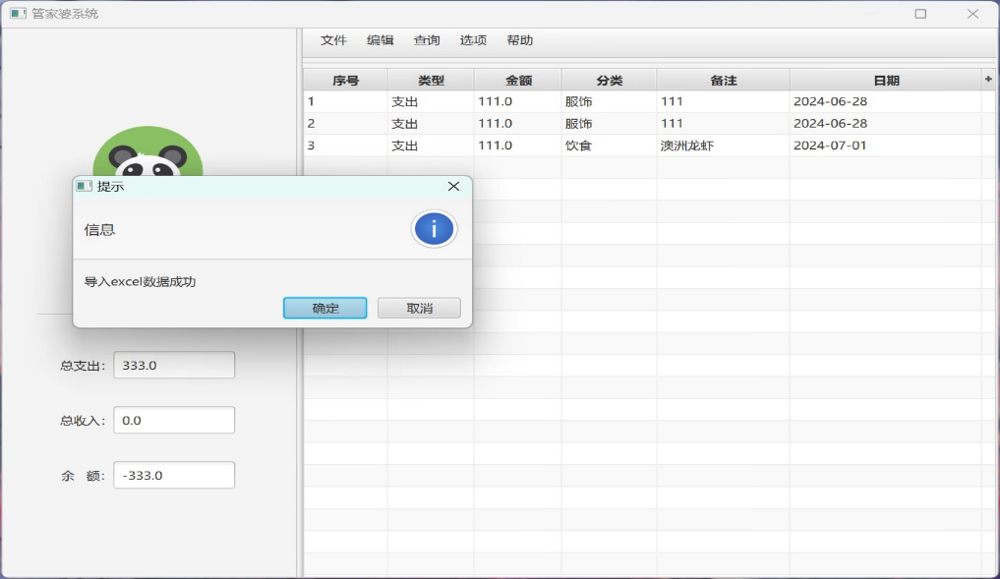 管家婆系统
文件 编辑 查询 选项 帮助
序号 类型 金额 分类 备注 日期 +
1 支出 111.0 服饰 111 2024-06-28
2 支出 111.0 服饰 111 2024-06-28
3 支出 111.0 饮食 澳洲龙虾 2024-07-01
提示
信息
i
导入excel数据成功
确定 取消
总支出: 333.0
总收入: 0.0
余 额: -333.0